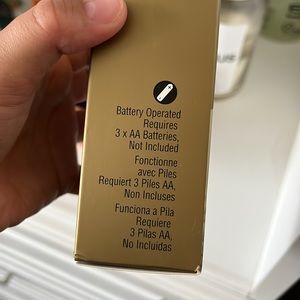 Battery Operated
Requires
3 x AA Batteries,
Not Included
Fonctionne
avec Piles
Requiert 3 Piles AA,
Non Incluses
Funciona a Pila
Requiere
3 Pilas AA,
No Incluidas